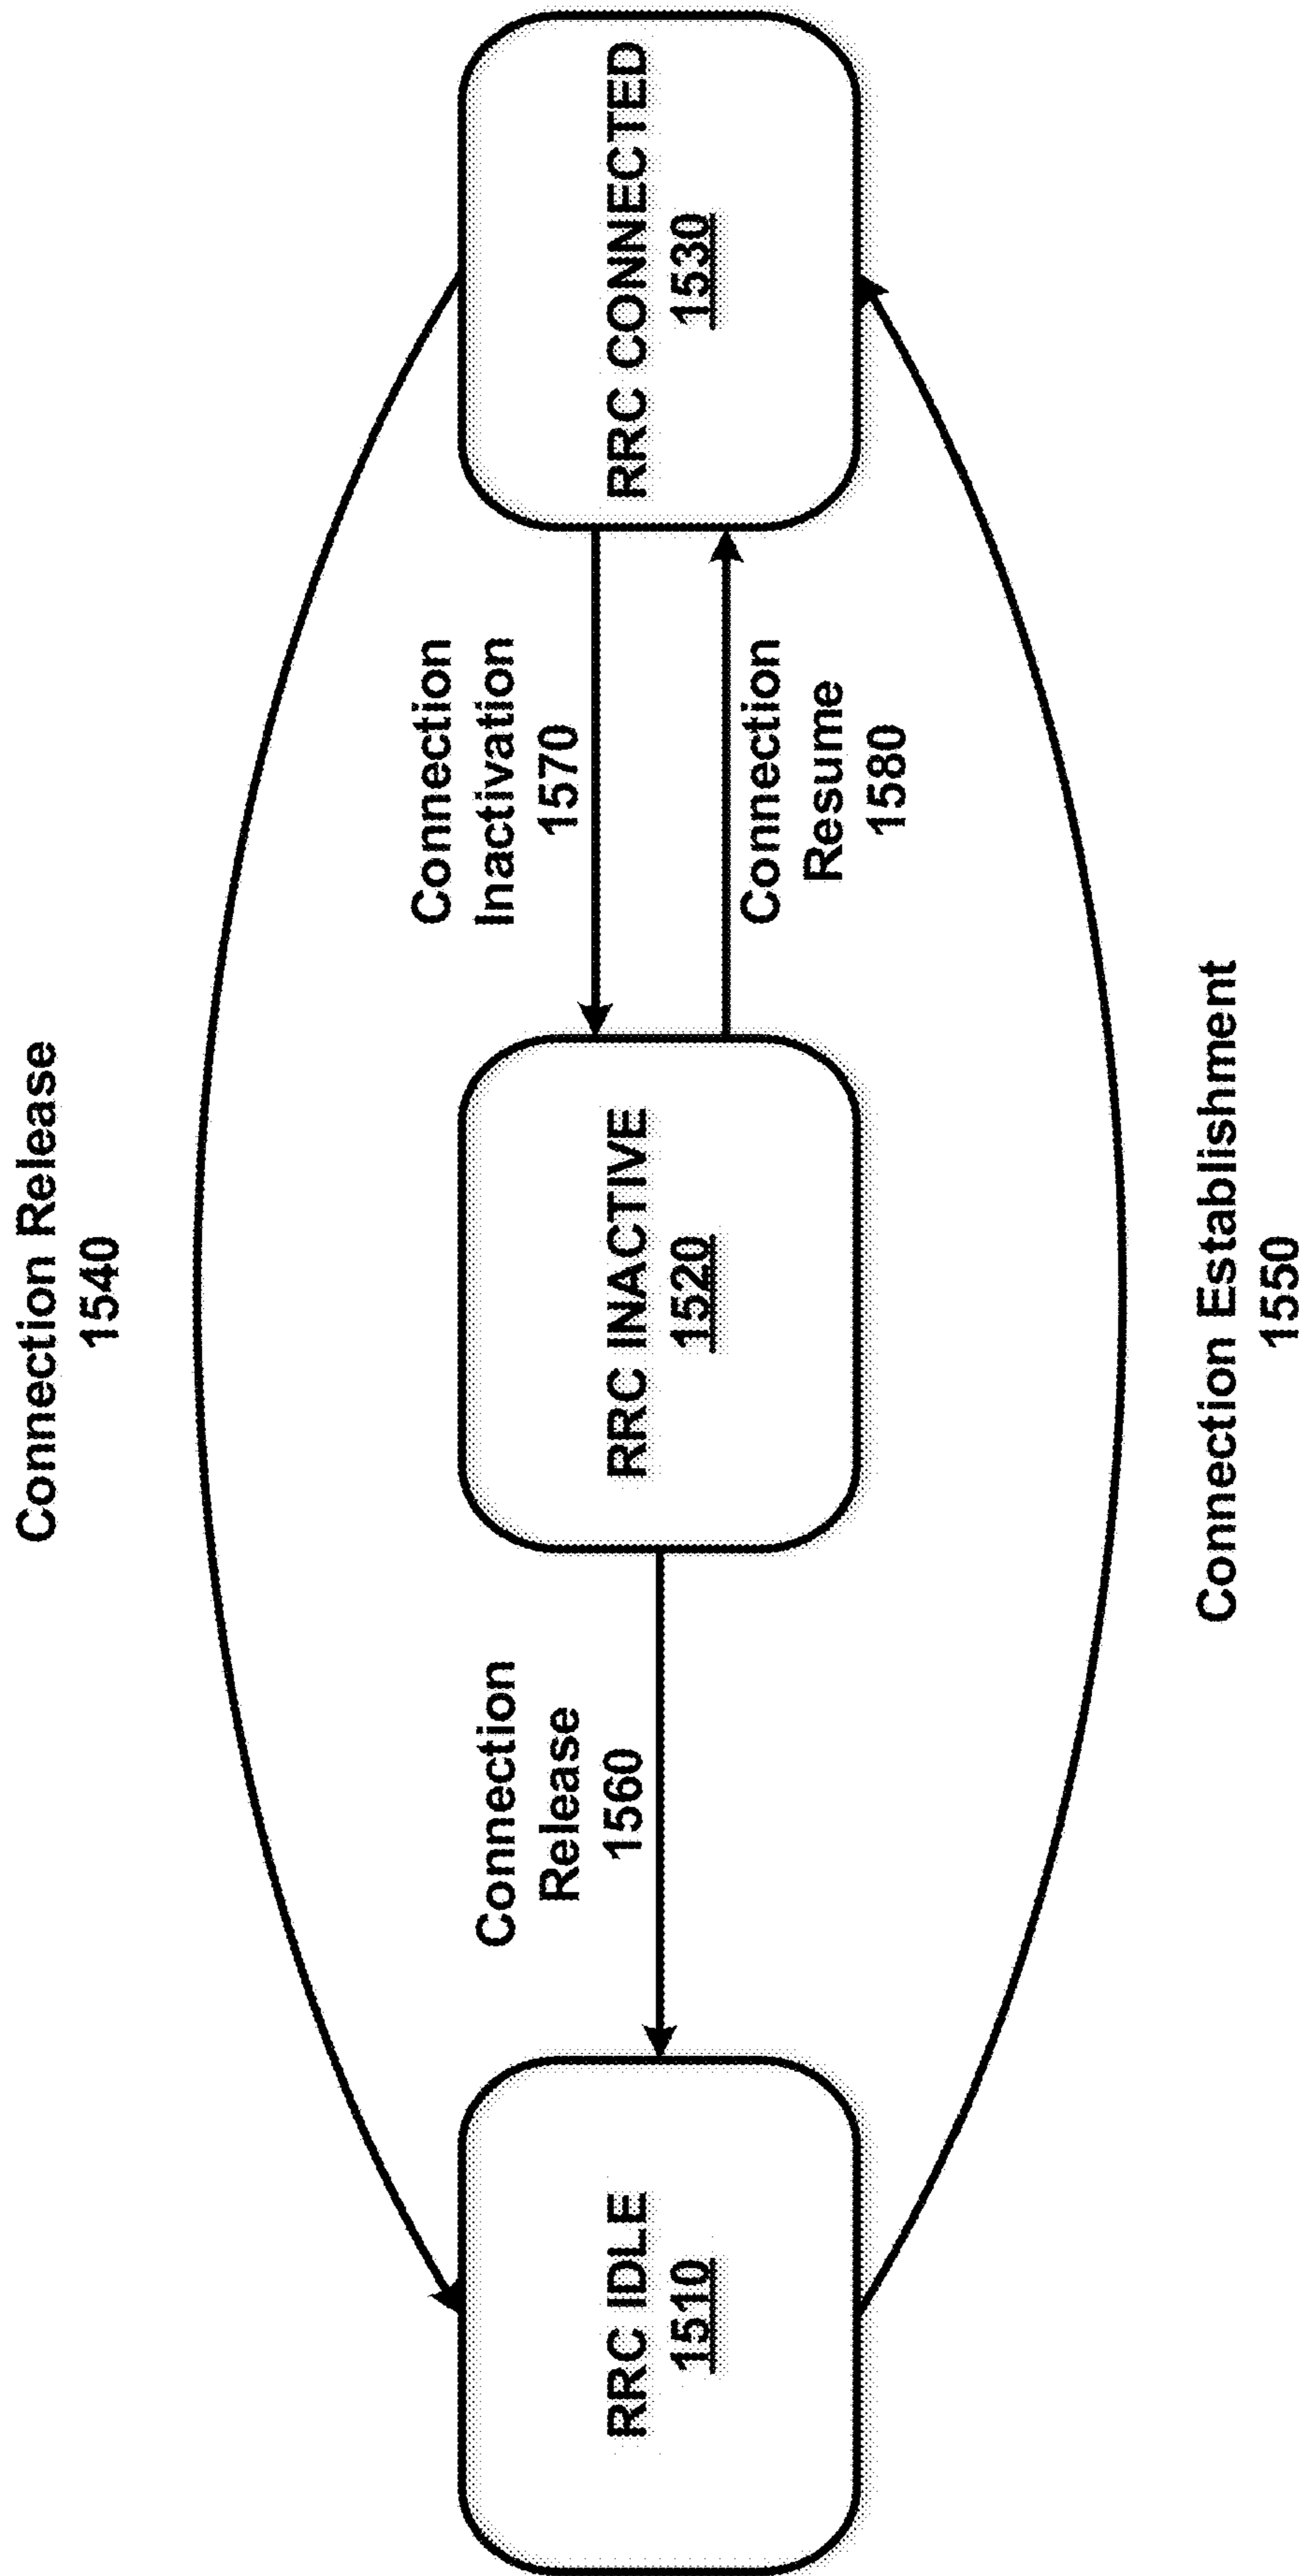 Connection Release
1540
RRC IDLE
1510
Connection
Release
1560
RRC INACTIVE
1520
Connection
Inactivation
1570
Connection
Resume
1580
RRC CONNECTED
1530
Connection Establishment
1550